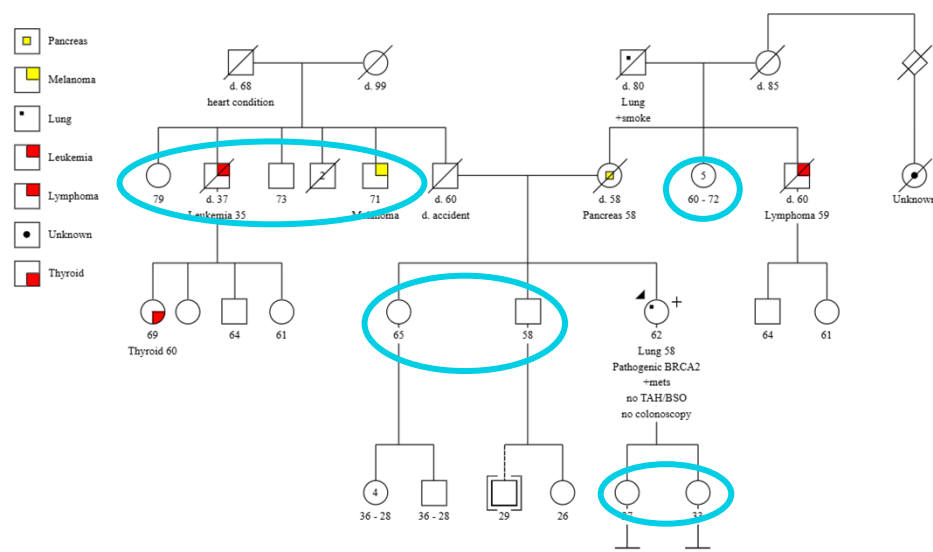 Pancreas
Melanoma
Lung
Leukemia
Lymphoma
Unknown
Thyroid
d. 68
heart condition
d. 99
d. 80
Lung
+smoke
d. 85
79
d. 37
Leukemia 35
73
2
71
Melanoma
d. 60
d. accident
d. 58
Pancreas 58
5
60 - 72
d. 60
Lymphoma 59
Unknown
69
Thyroid 60
64
61
65
58
+
62
Lung 58
Pathogenic BRCA2
+mets
no TAH/BSO
no colonoscopy
64
61
4
36 - 28
36 - 28
29
26